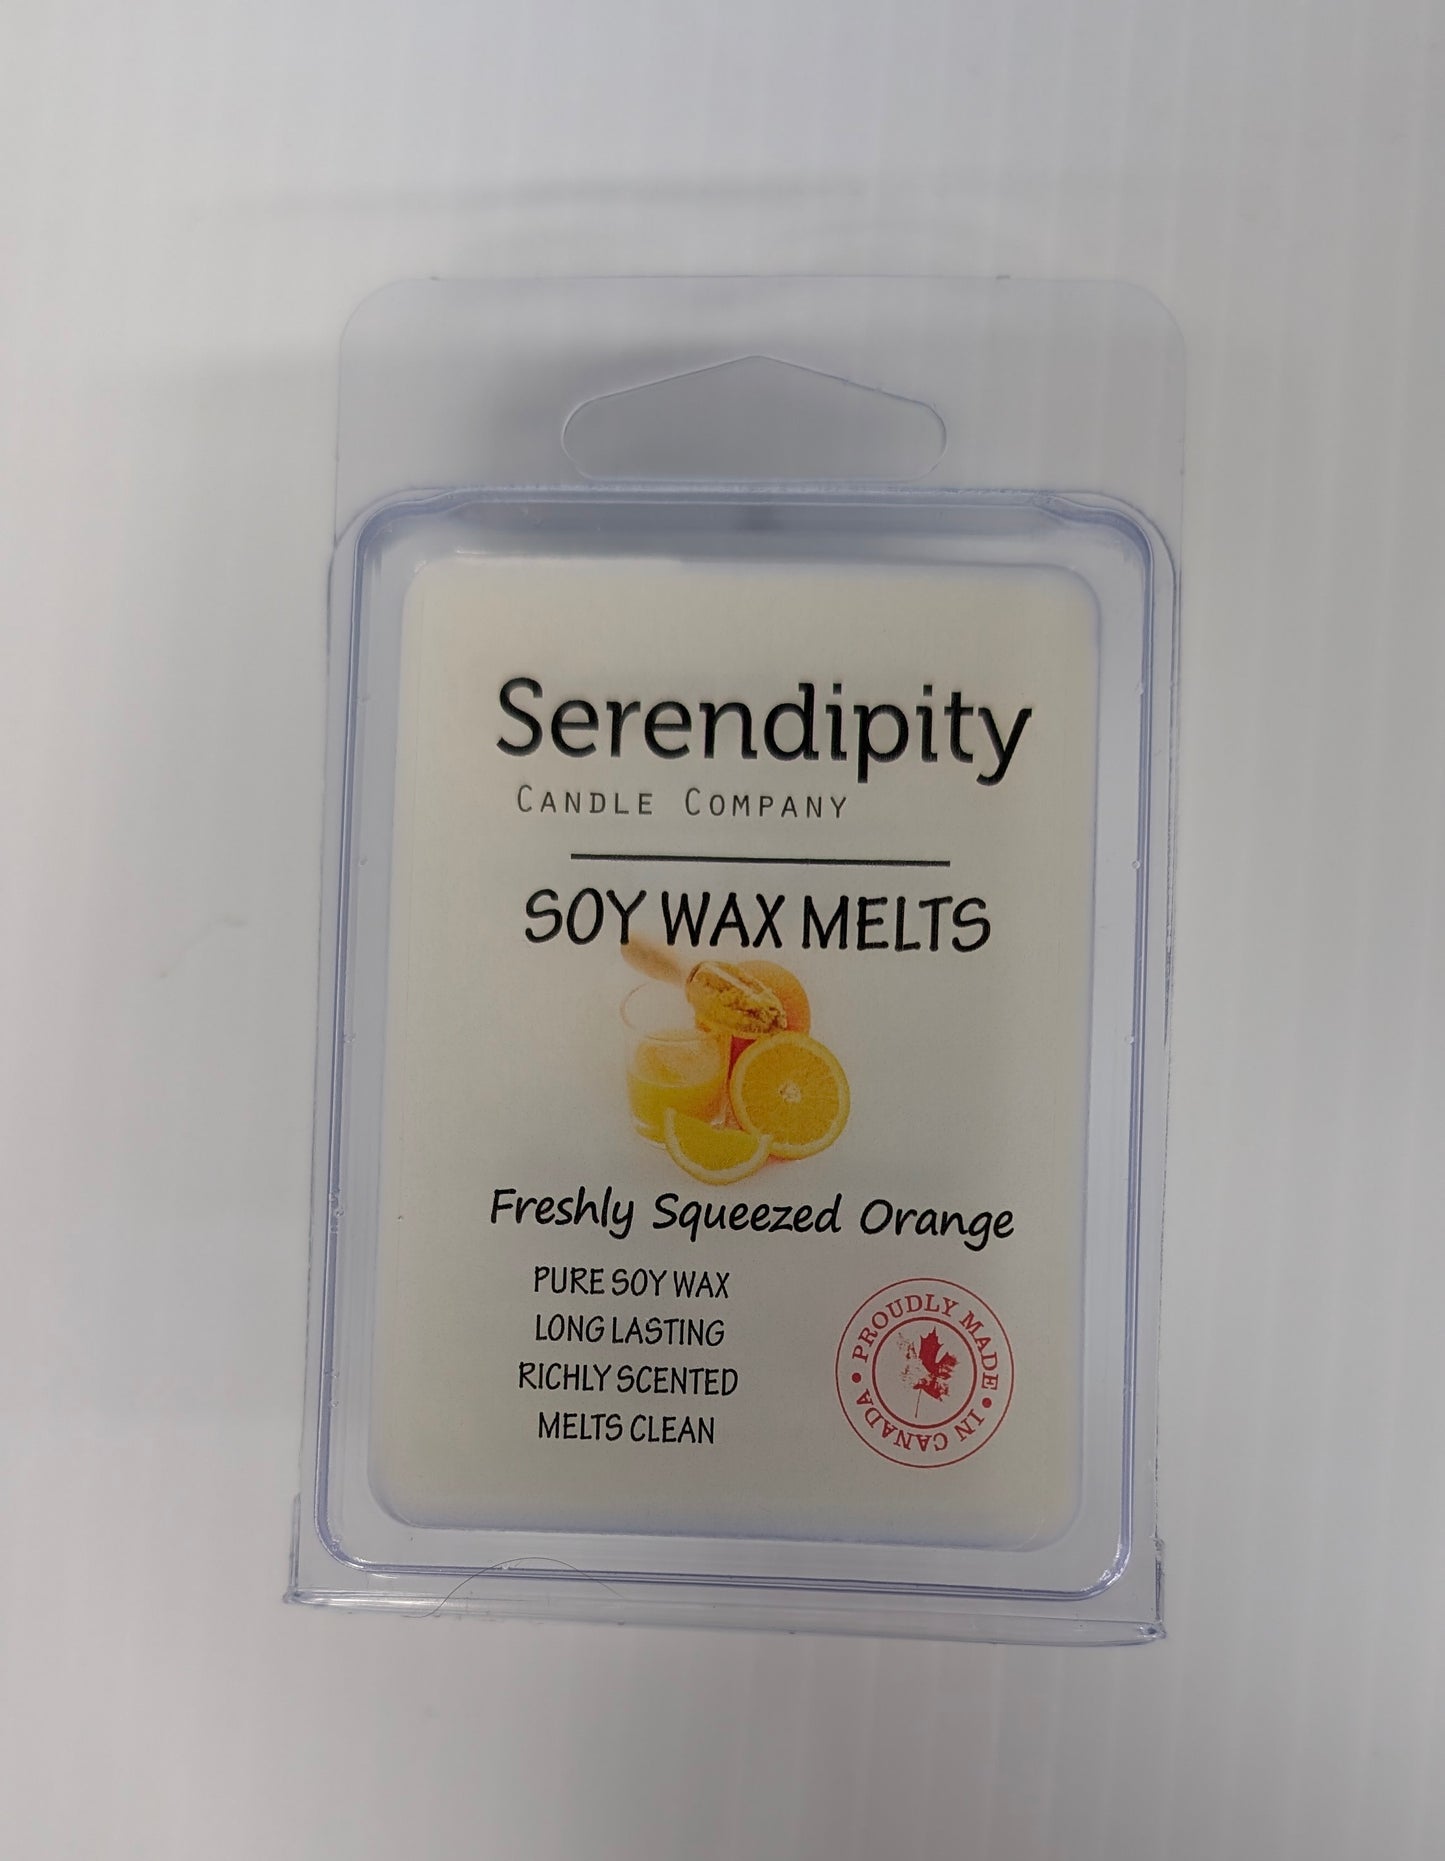 Serendipity
CANDLE COMPANY
SOY WAX MELTS
Freshly Squeezed Orange
PURE SOY WAX
LONG LASTING
RICHLY SCENTED
MELTS CLEAN
PROUDLY MADE • IN CANADA •